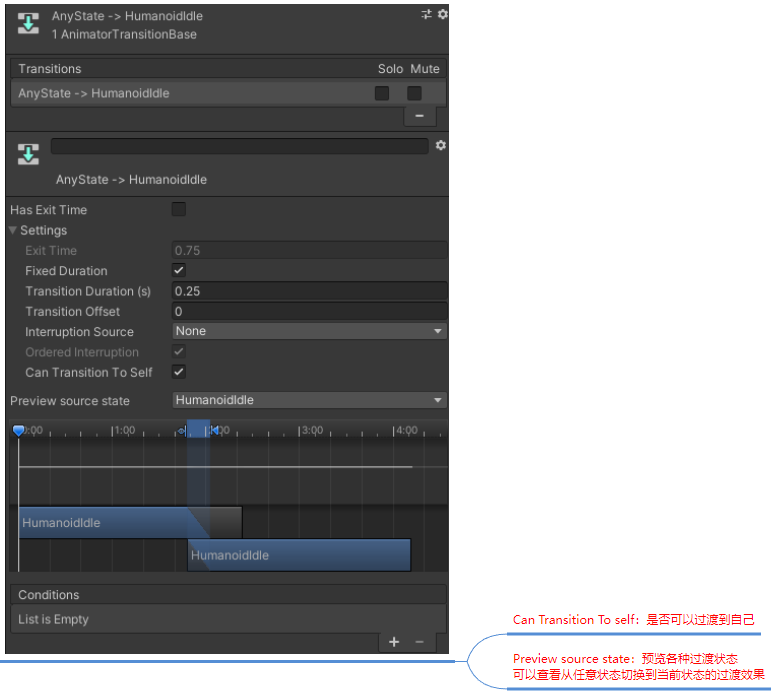 AnyState -> HumanoidIdle
1 AnimatorTransitionBase
Transitions Solo Mute
AnyState -> HumanoidIdle
AnyState -> HumanoidIdle
Has Exit Time
Settings
Exit Time 0.75
Fixed Duration
Transition Duration (s) 0.25
Transition Offset 0
Interruption Source None
Ordered Interruption
Can Transition To Self
Preview source state HumanoidIdle
:00 1:00 :00 3:00 4:00
HumanoidIdle
HumanoidIdle
Conditions
List is Empty
Can Transition To self：是否可以过渡到自己
Preview source state：预览各种过渡状态
可以查看从任意状态切换到当前状态的过渡效果